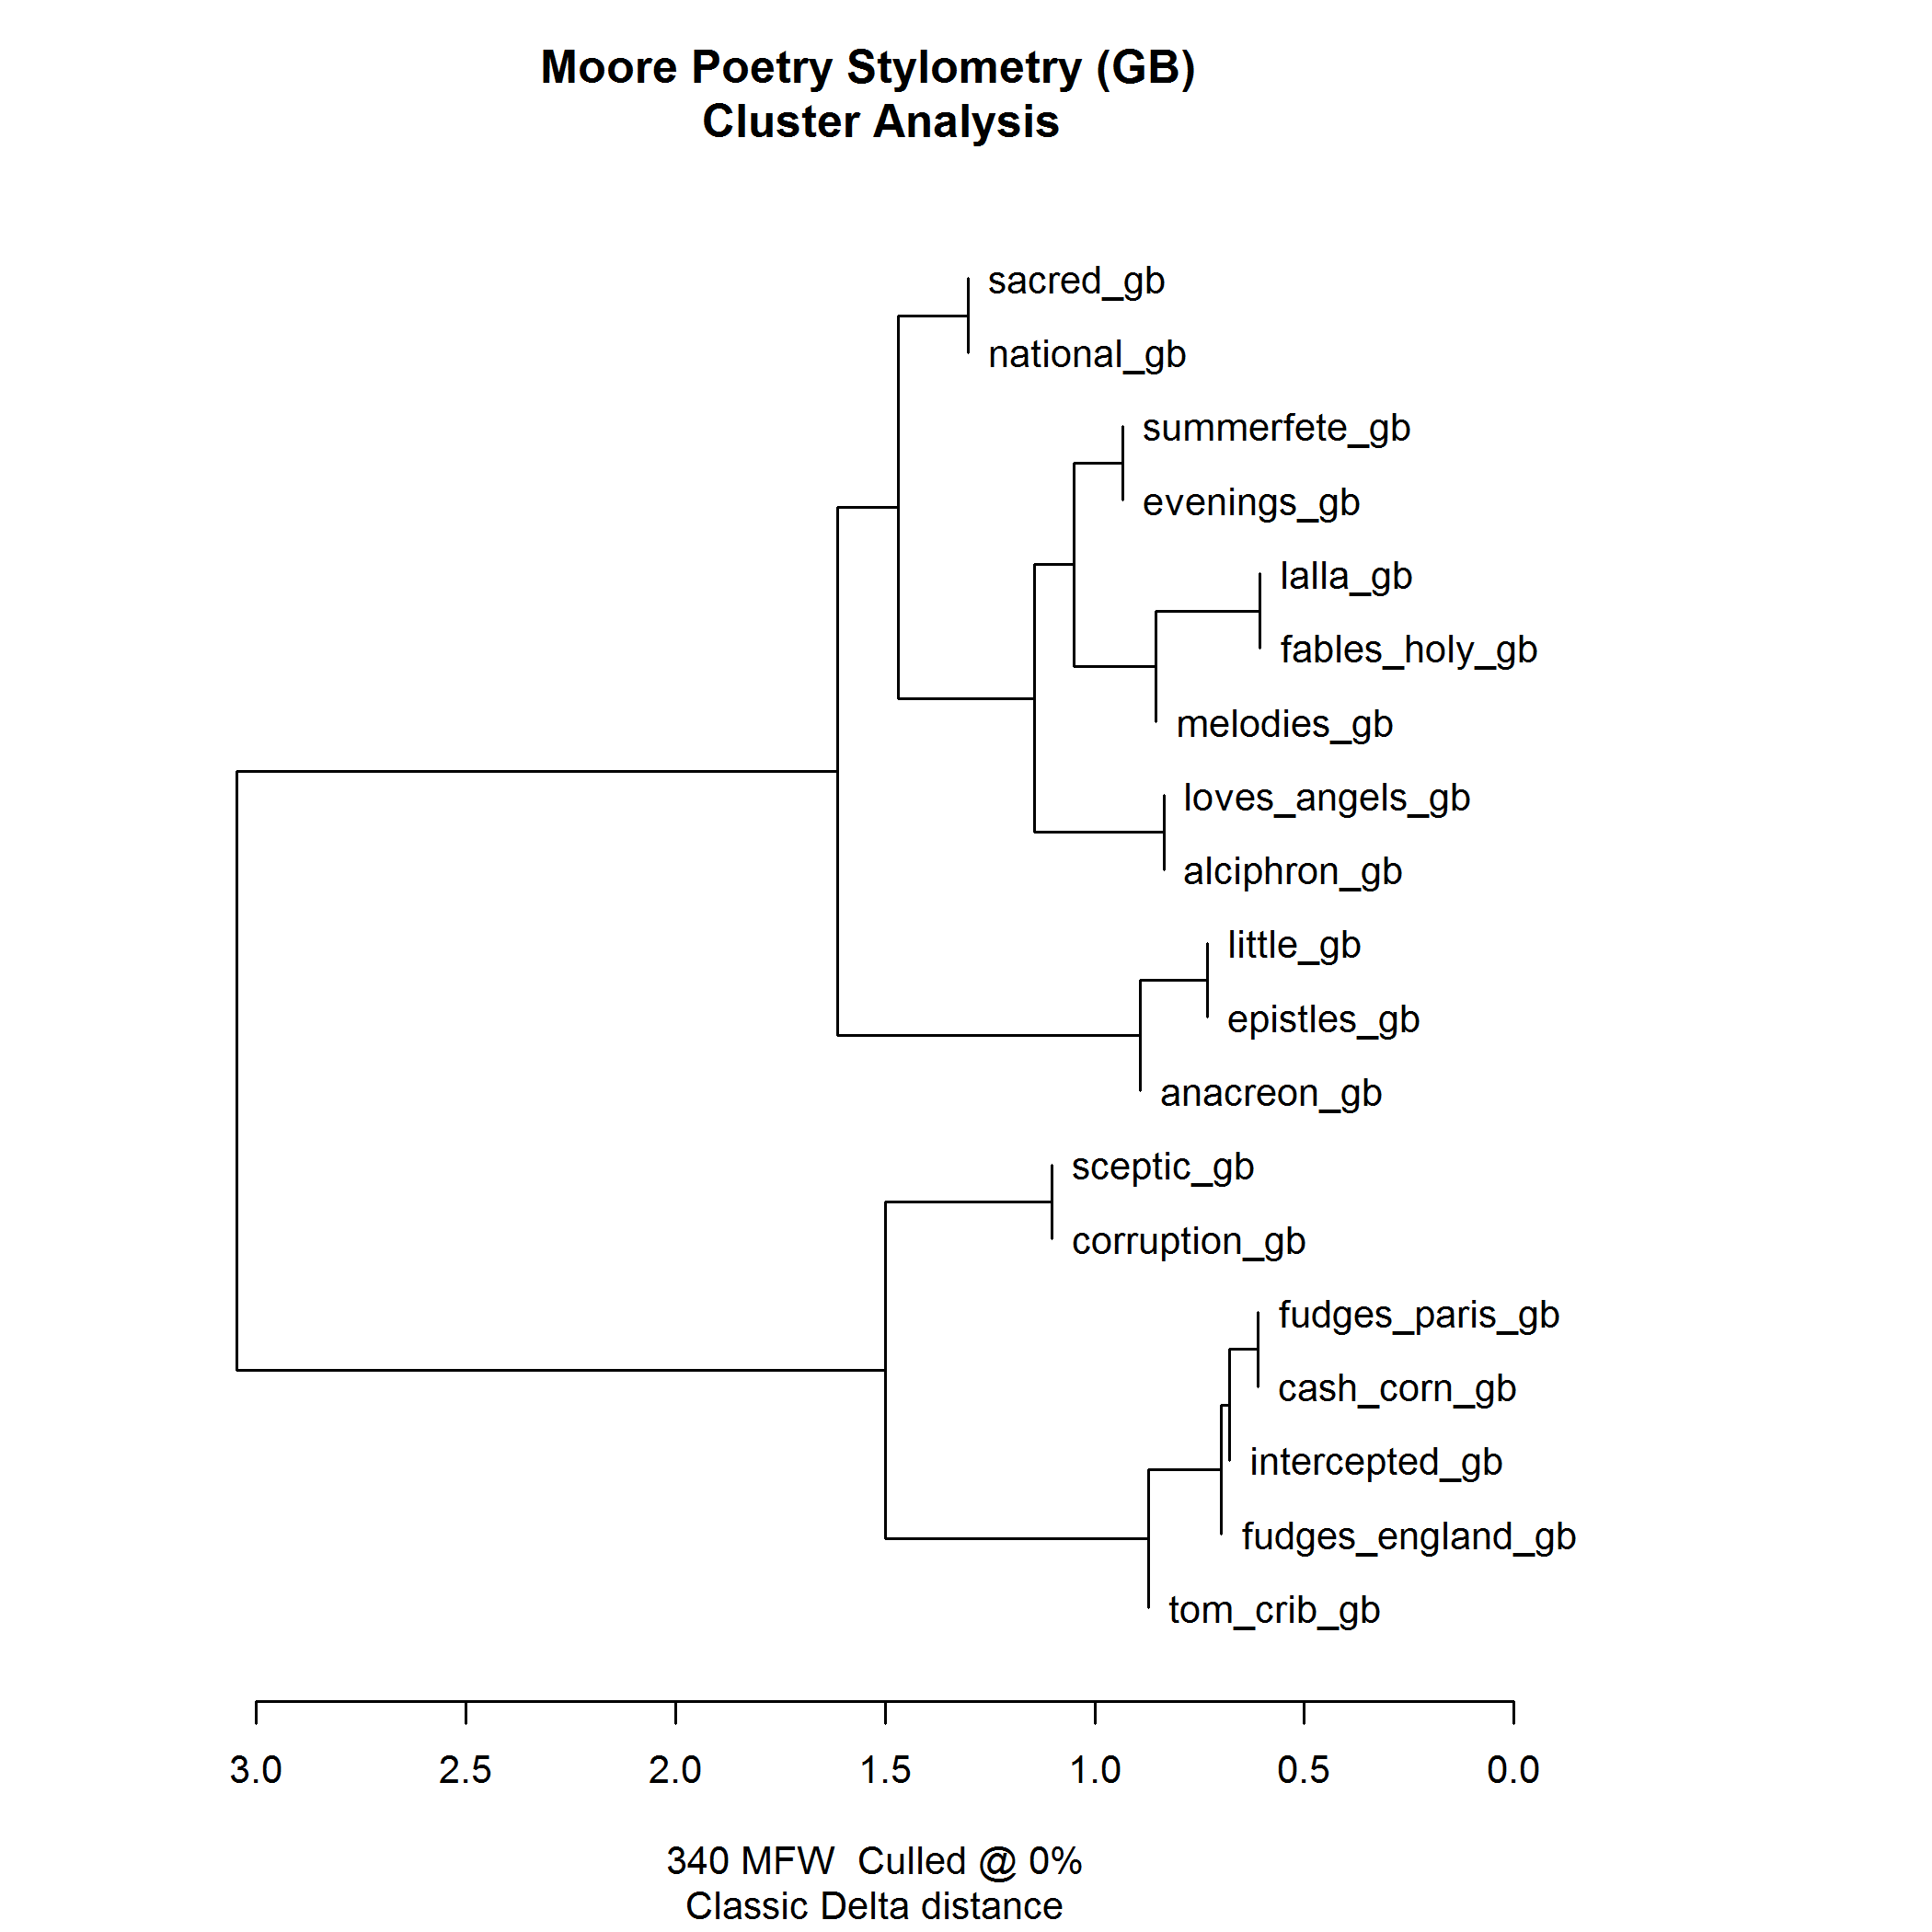 Moore Poetry Stylometry (GB)
Cluster Analysis
sacred_gb
national_gb
summerfete_gb
evenings_gb
lalla_gb
fables_holy_gb
melodies_gb
loves_angels_gb
alciphron_gb
little_gb
epistles_gb
anacreon_gb
sceptic_gb
corruption_gb
fudges_paris_gb
cash_corn_gb
intercepted_gb
fudges_england_gb
tom_crib_gb
3.0 2.5 2.0 1.5 1.0 0.5 0.0
340 MFW  Culled @ 0%
Classic Delta distance